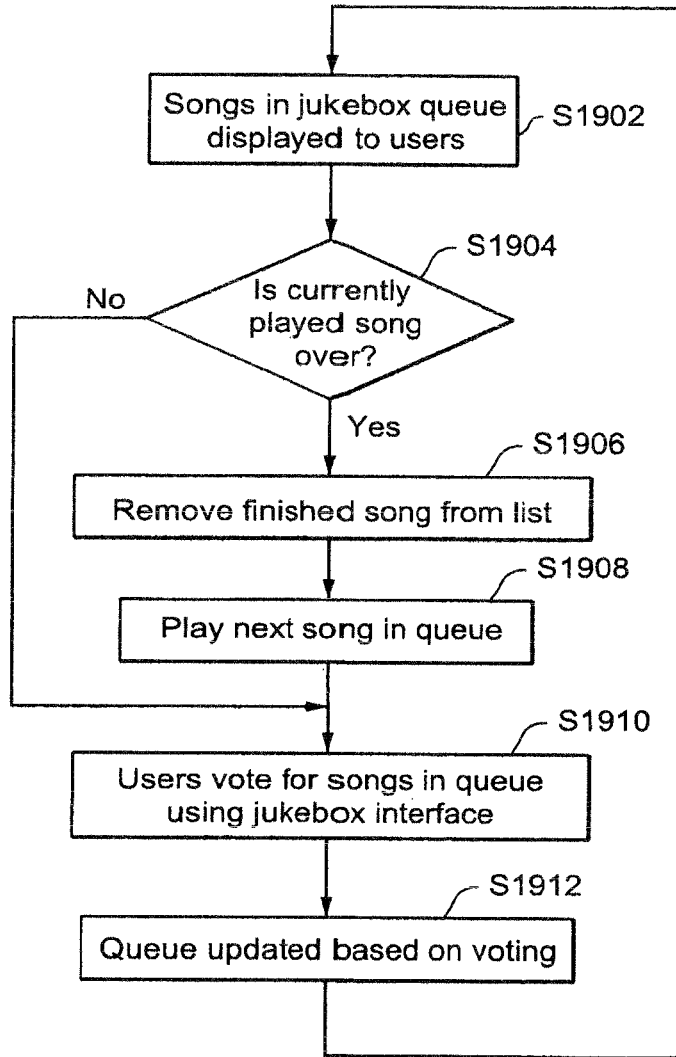 Songs in jukebox queue
displayed to users
S1902
S1904
Is currently
played song
over?
No
Yes
S1906
Remove finished song from list
S1908
Play next song in queue
S1910
Users vote for songs in queue
using jukebox interface
S1912
Queue updated based on voting